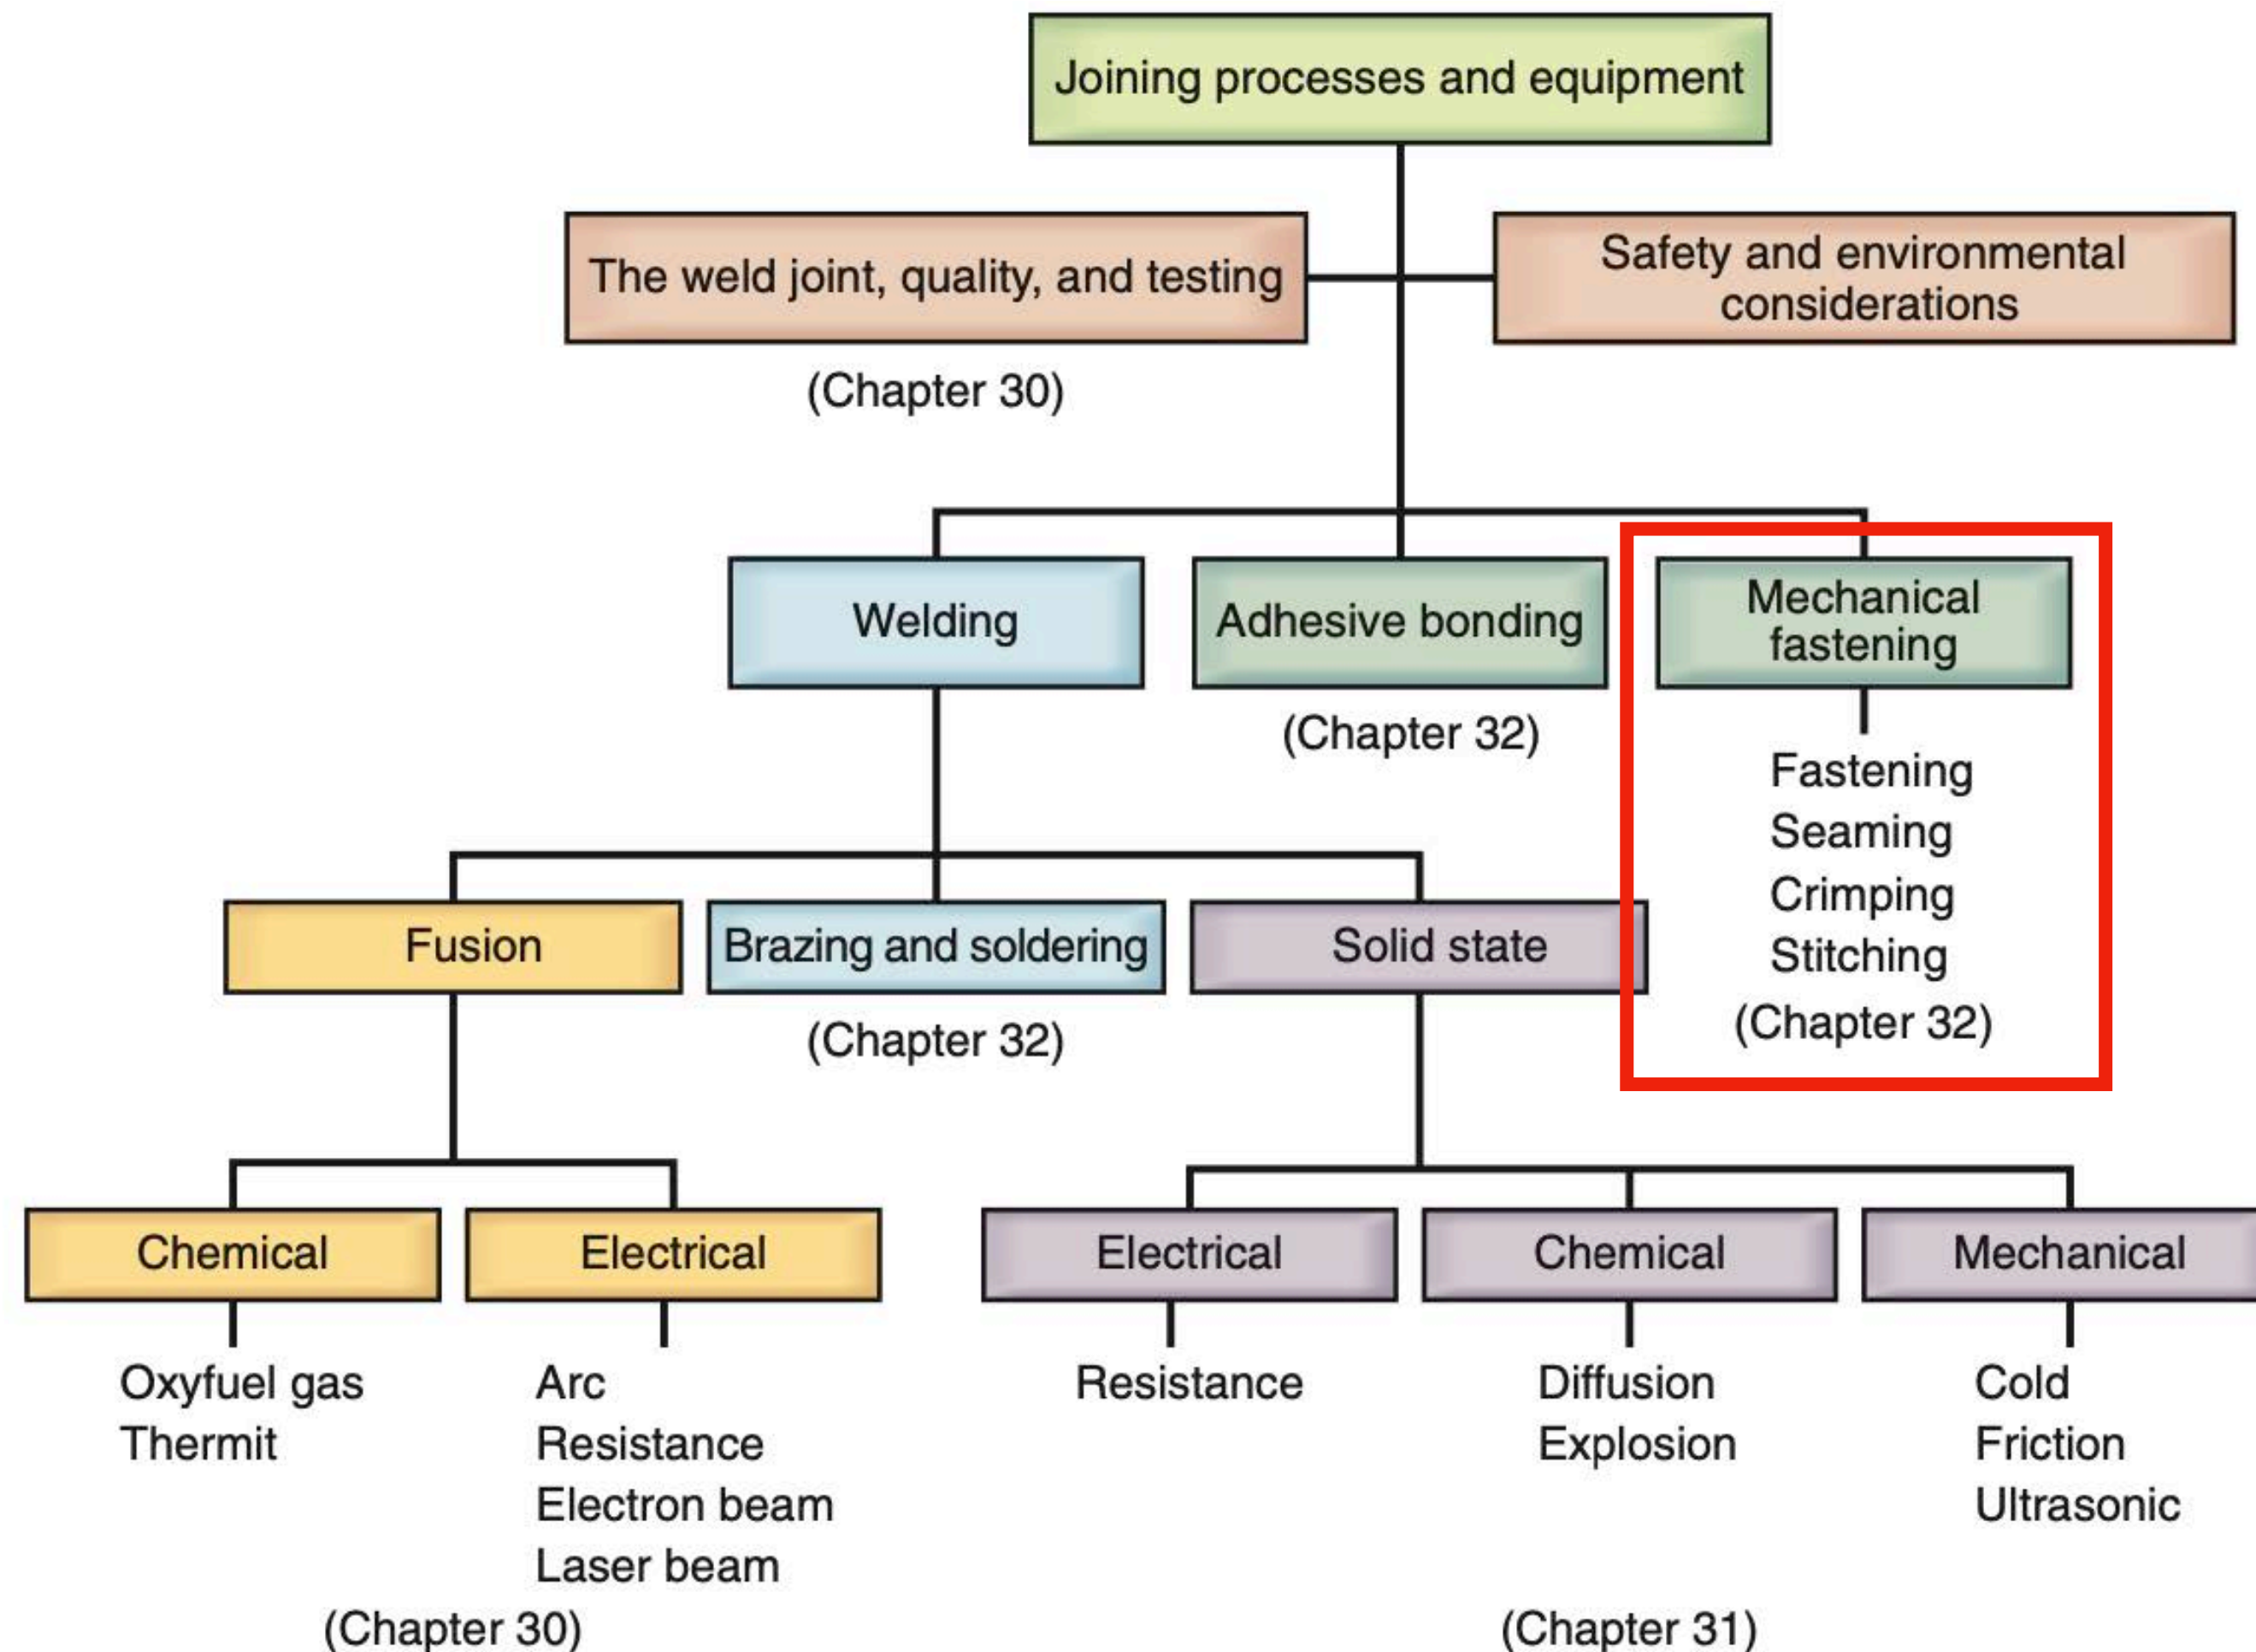 Joining processes and equipment
The weld joint, quality, and testing
(Chapter 30)
Safety and environmental
considerations
Welding
Adhesive bonding
(Chapter 32)
Mechanical
fastening
Fastening
Seaming
Crimping
Stitching
(Chapter 32)
Fusion
Brazing and soldering
(Chapter 32)
Solid state
Chemical
Oxyfuel gas
Thermit
Electrical
Arc
Resistance
Electron beam
Laser beam
(Chapter 30)
Electrical
Resistance
Chemical
Diffusion
Explosion
Mechanical
Cold
Friction
Ultrasonic
(Chapter 31)